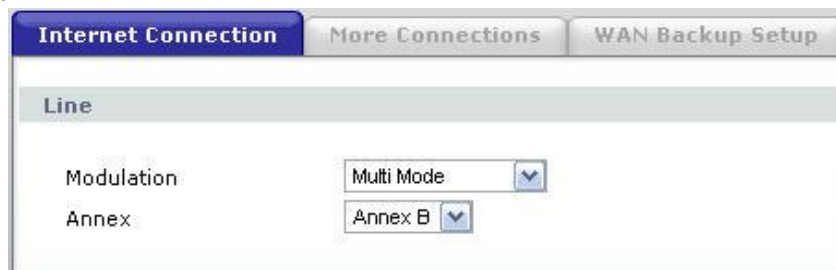 Internet Connection More Connections WAN Backup Setup
Line
Modulation Multi Mode
Annex Annex B